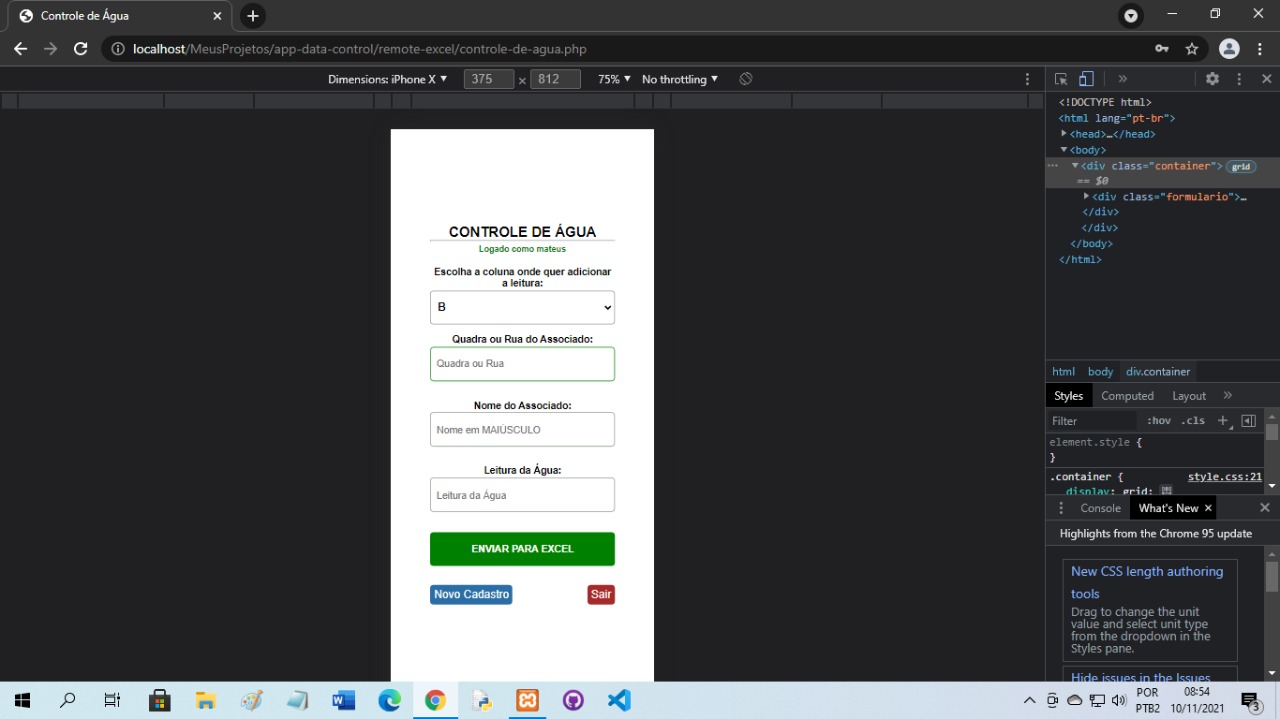 Controle de Água
localhost/MeusProjetos/app-data-control/remote-excel/controle-de-agua.php
Dimensions: iPhone X ▼ 375 × 812 75% ▼ No throttling ▼
CONTROLE DE ÁGUA
Logado como mateus
Escolha a coluna onde quer adicionar
a leitura:
B
Quadra ou Rua do Associado:
Quadra ou Rua
Nome do Associado:
Nome em MAIÚSCULO
Leitura da Água:
Leitura da Água
ENVIAR PARA EXCEL
Novo Cadastro Sair
<!DOCTYPE html>
<html lang="pt-br">
<head>…</head>
<body>
<div class="container"> grid
== $0
<div class="formulario">…
</div>
</div>
</body>
</html>
html body div.container
Styles Computed Layout »
Filter :hov .cls +
element.style {
}
.container { style.css:21
display: grid;
Console What's New ×
Highlights from the Chrome 95 update
New CSS length authoring
tools
Drag to change the unit
value and select unit type
from the dropdown in the
Styles pane.
Hide issues in the Issues
POR
PTB2
08:54
10/11/2021
3